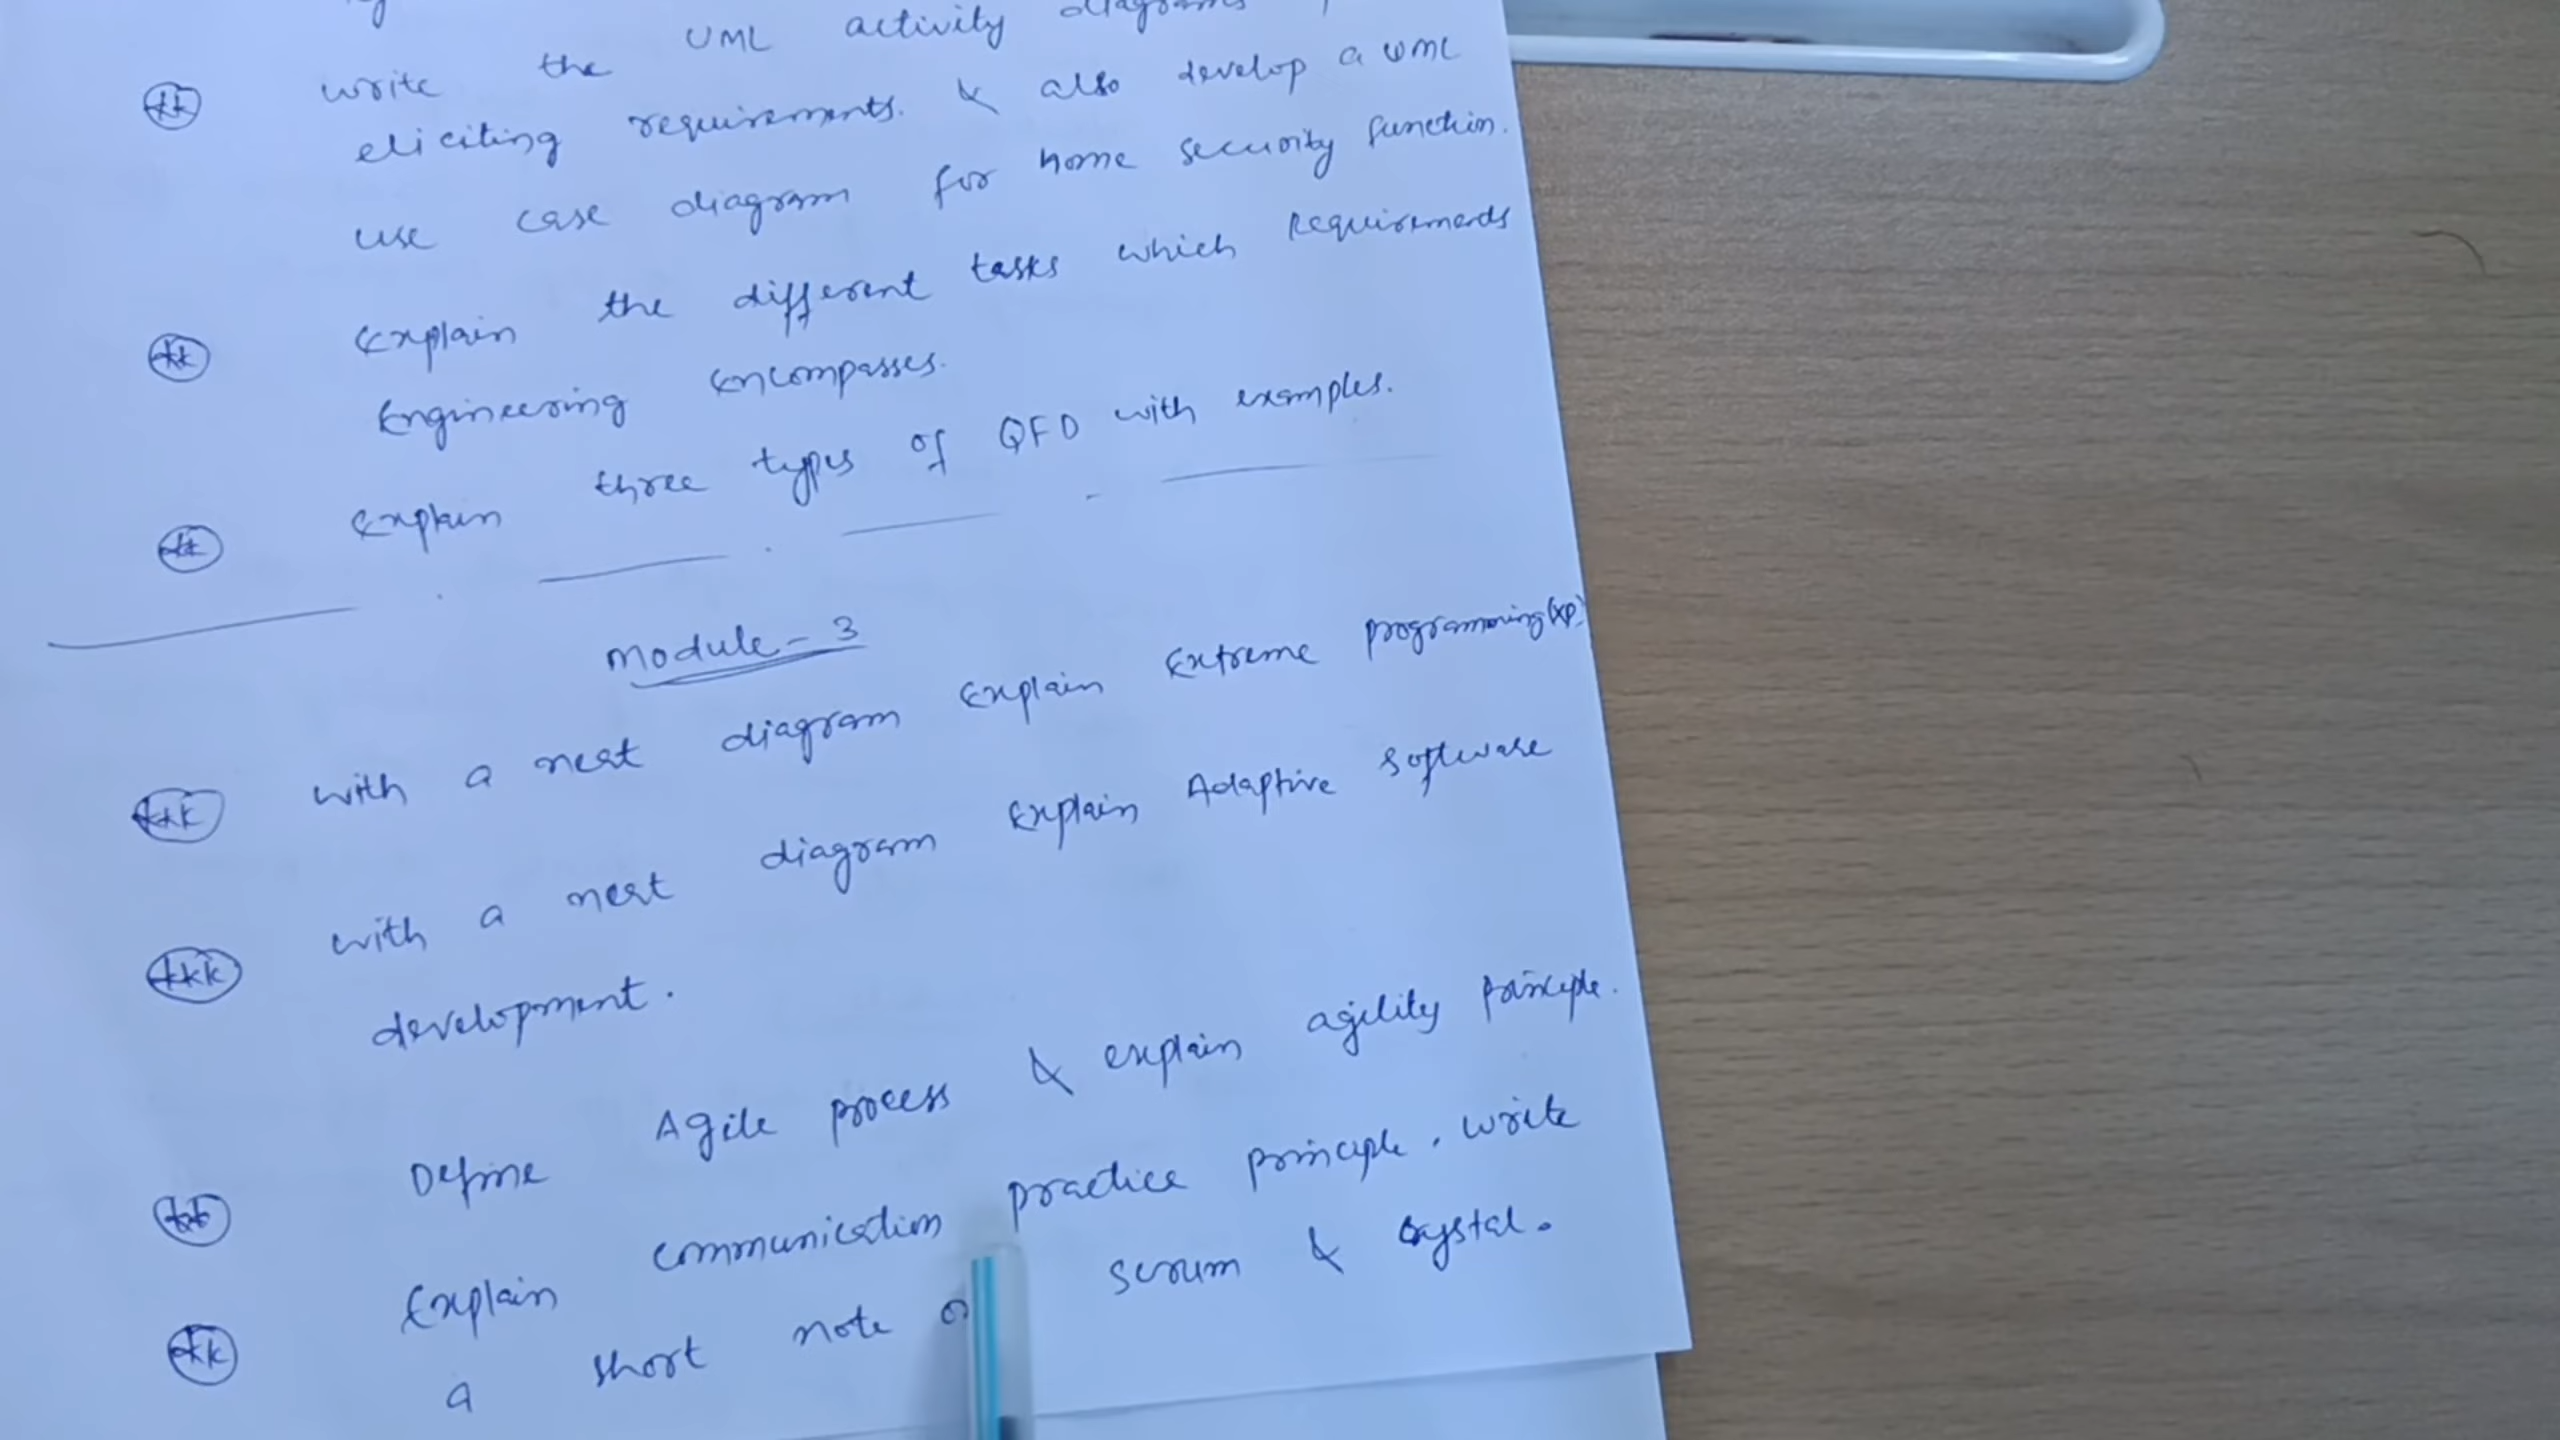 ** write the UML activity diagrams
eliciting requirements. & also develop a UML
use case diagram for home security function.
** Explain the different tasks which Requirements
Engineering Encompasses.
** Explain three types of QFD with examples.
Module - 3
*** with a neat diagram Explain Extreme programming (XP)
*** with a neat diagram Explain Adaptive software
development.
** Define Agile process & explain agility principle.
** Explain communication practice principle. write
a short note scrum & crystal.